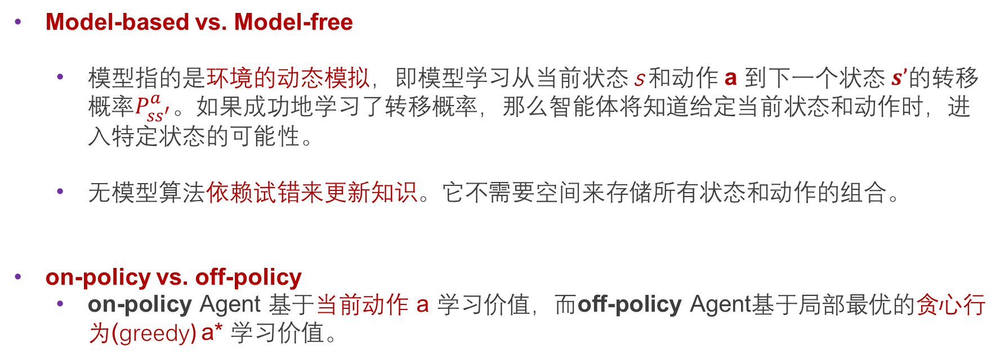 • Model-based vs. Model-free
• 模型指的是环境的动态模拟，即模型学习从当前状态 s 和动作 a 到下一个状态 s’的转移
概率P^a_{ss'}。如果成功地学习了转移概率，那么智能体将知道给定当前状态和动作时，进
入特定状态的可能性。
• 无模型算法依赖试错来更新知识。它不需要空间来存储所有状态和动作的组合。
• on-policy vs. off-policy
• on-policy Agent 基于当前动作 a 学习价值，而off-policy Agent基于局部最优的贪心行
为(greedy) a* 学习价值。